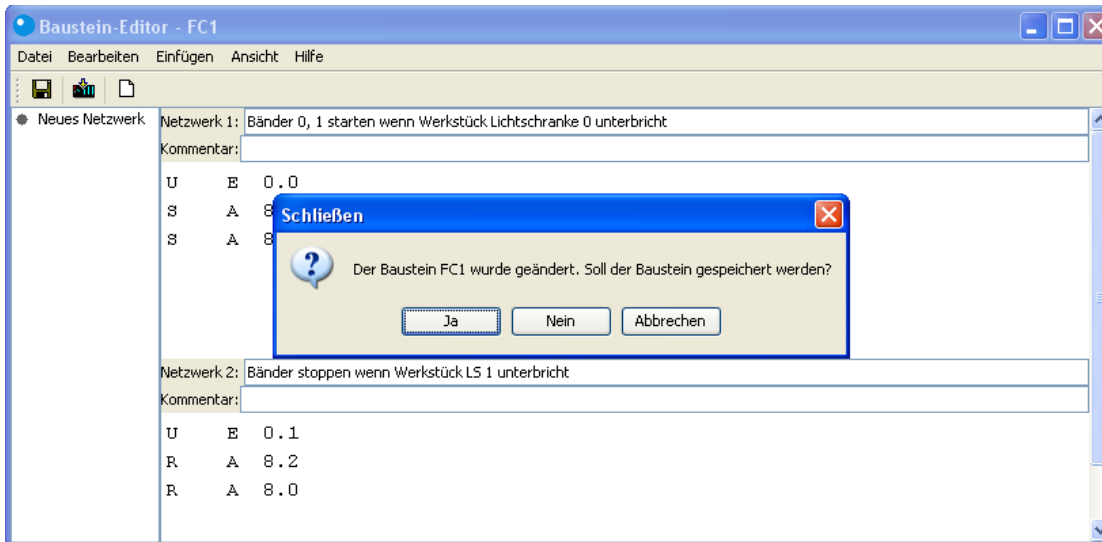 Baustein-Editor - FC1
Datei Bearbeiten Einfügen Ansicht Hilfe
Neues Netzwerk
Netzwerk 1: Bänder 0, 1 starten wenn Werkstück Lichtschranke 0 unterbricht
Kommentar:
U E 0.0
S A 8
S A 8
Schließen
Der Baustein FC1 wurde geändert. Soll der Baustein gespeichert werden?
Ja Nein Abbrechen
Netzwerk 2: Bänder stoppen wenn Werkstück LS 1 unterbricht
Kommentar:
U E 0.1
R A 8.2
R A 8.0